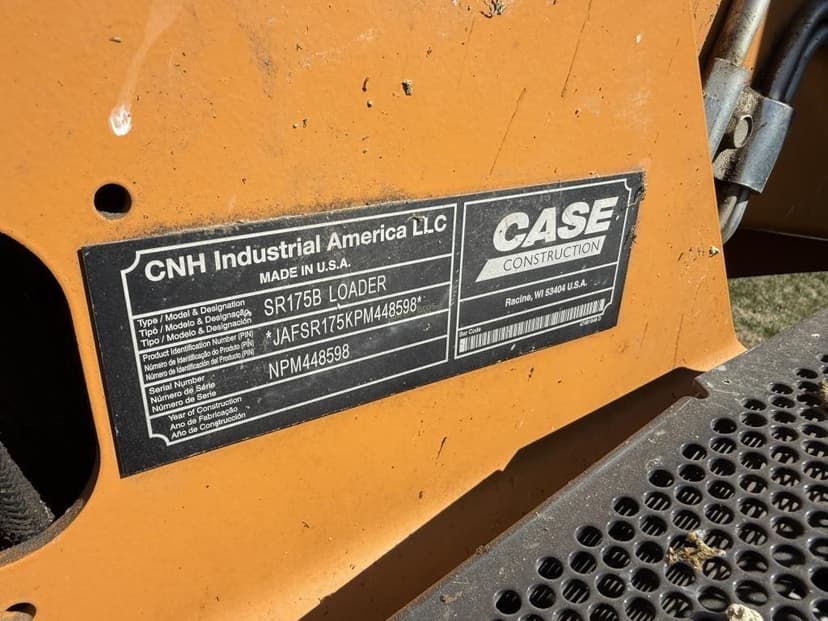 CNH Industrial America LLC
MADE IN U.S.A.
Type / Model & Designation
Tipo / Modelo & Designação
Tipo / Modelo & Designación
SR175B LOADER
Product Identification Number (PIN)
Número de Identificação do Produto (PIN)
Número de Identificación del Producto (PIN)
*JAFSR175KPM448598*
Serial Number
Número de Série
Número de Serie
NPM448598
Year of Construction
Ano de Fabricação
Año de Construcción
CASE
CONSTRUCTION
Racine, WI 53404 U.S.A.
Bar Code